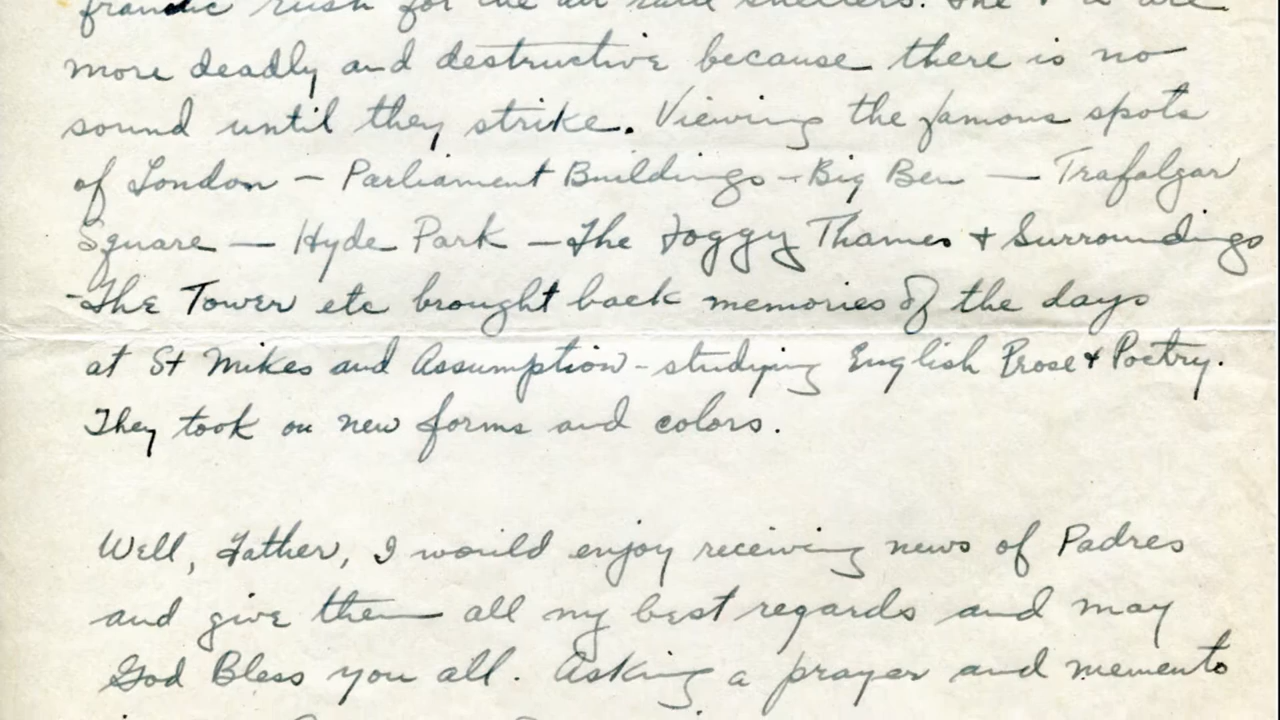 frantic rush for the air raid shelters. The V 2s are
more deadly and destructive because there is no
sound until they strike. Viewing the famous spots
of London — Parliament Buildings - Big Ben — Trafalgar
Square — Hyde Park — The Foggy Thames + Surroundings
- The Tower etc brought back memories of the days
at St Mikes and Assumption - studying English Prose + Poetry.
They took on new forms and colors.
Well, Father, I would enjoy receiving news of Padres
and give them all my best regards and may
God Bless you all. Asking a prayer and memento